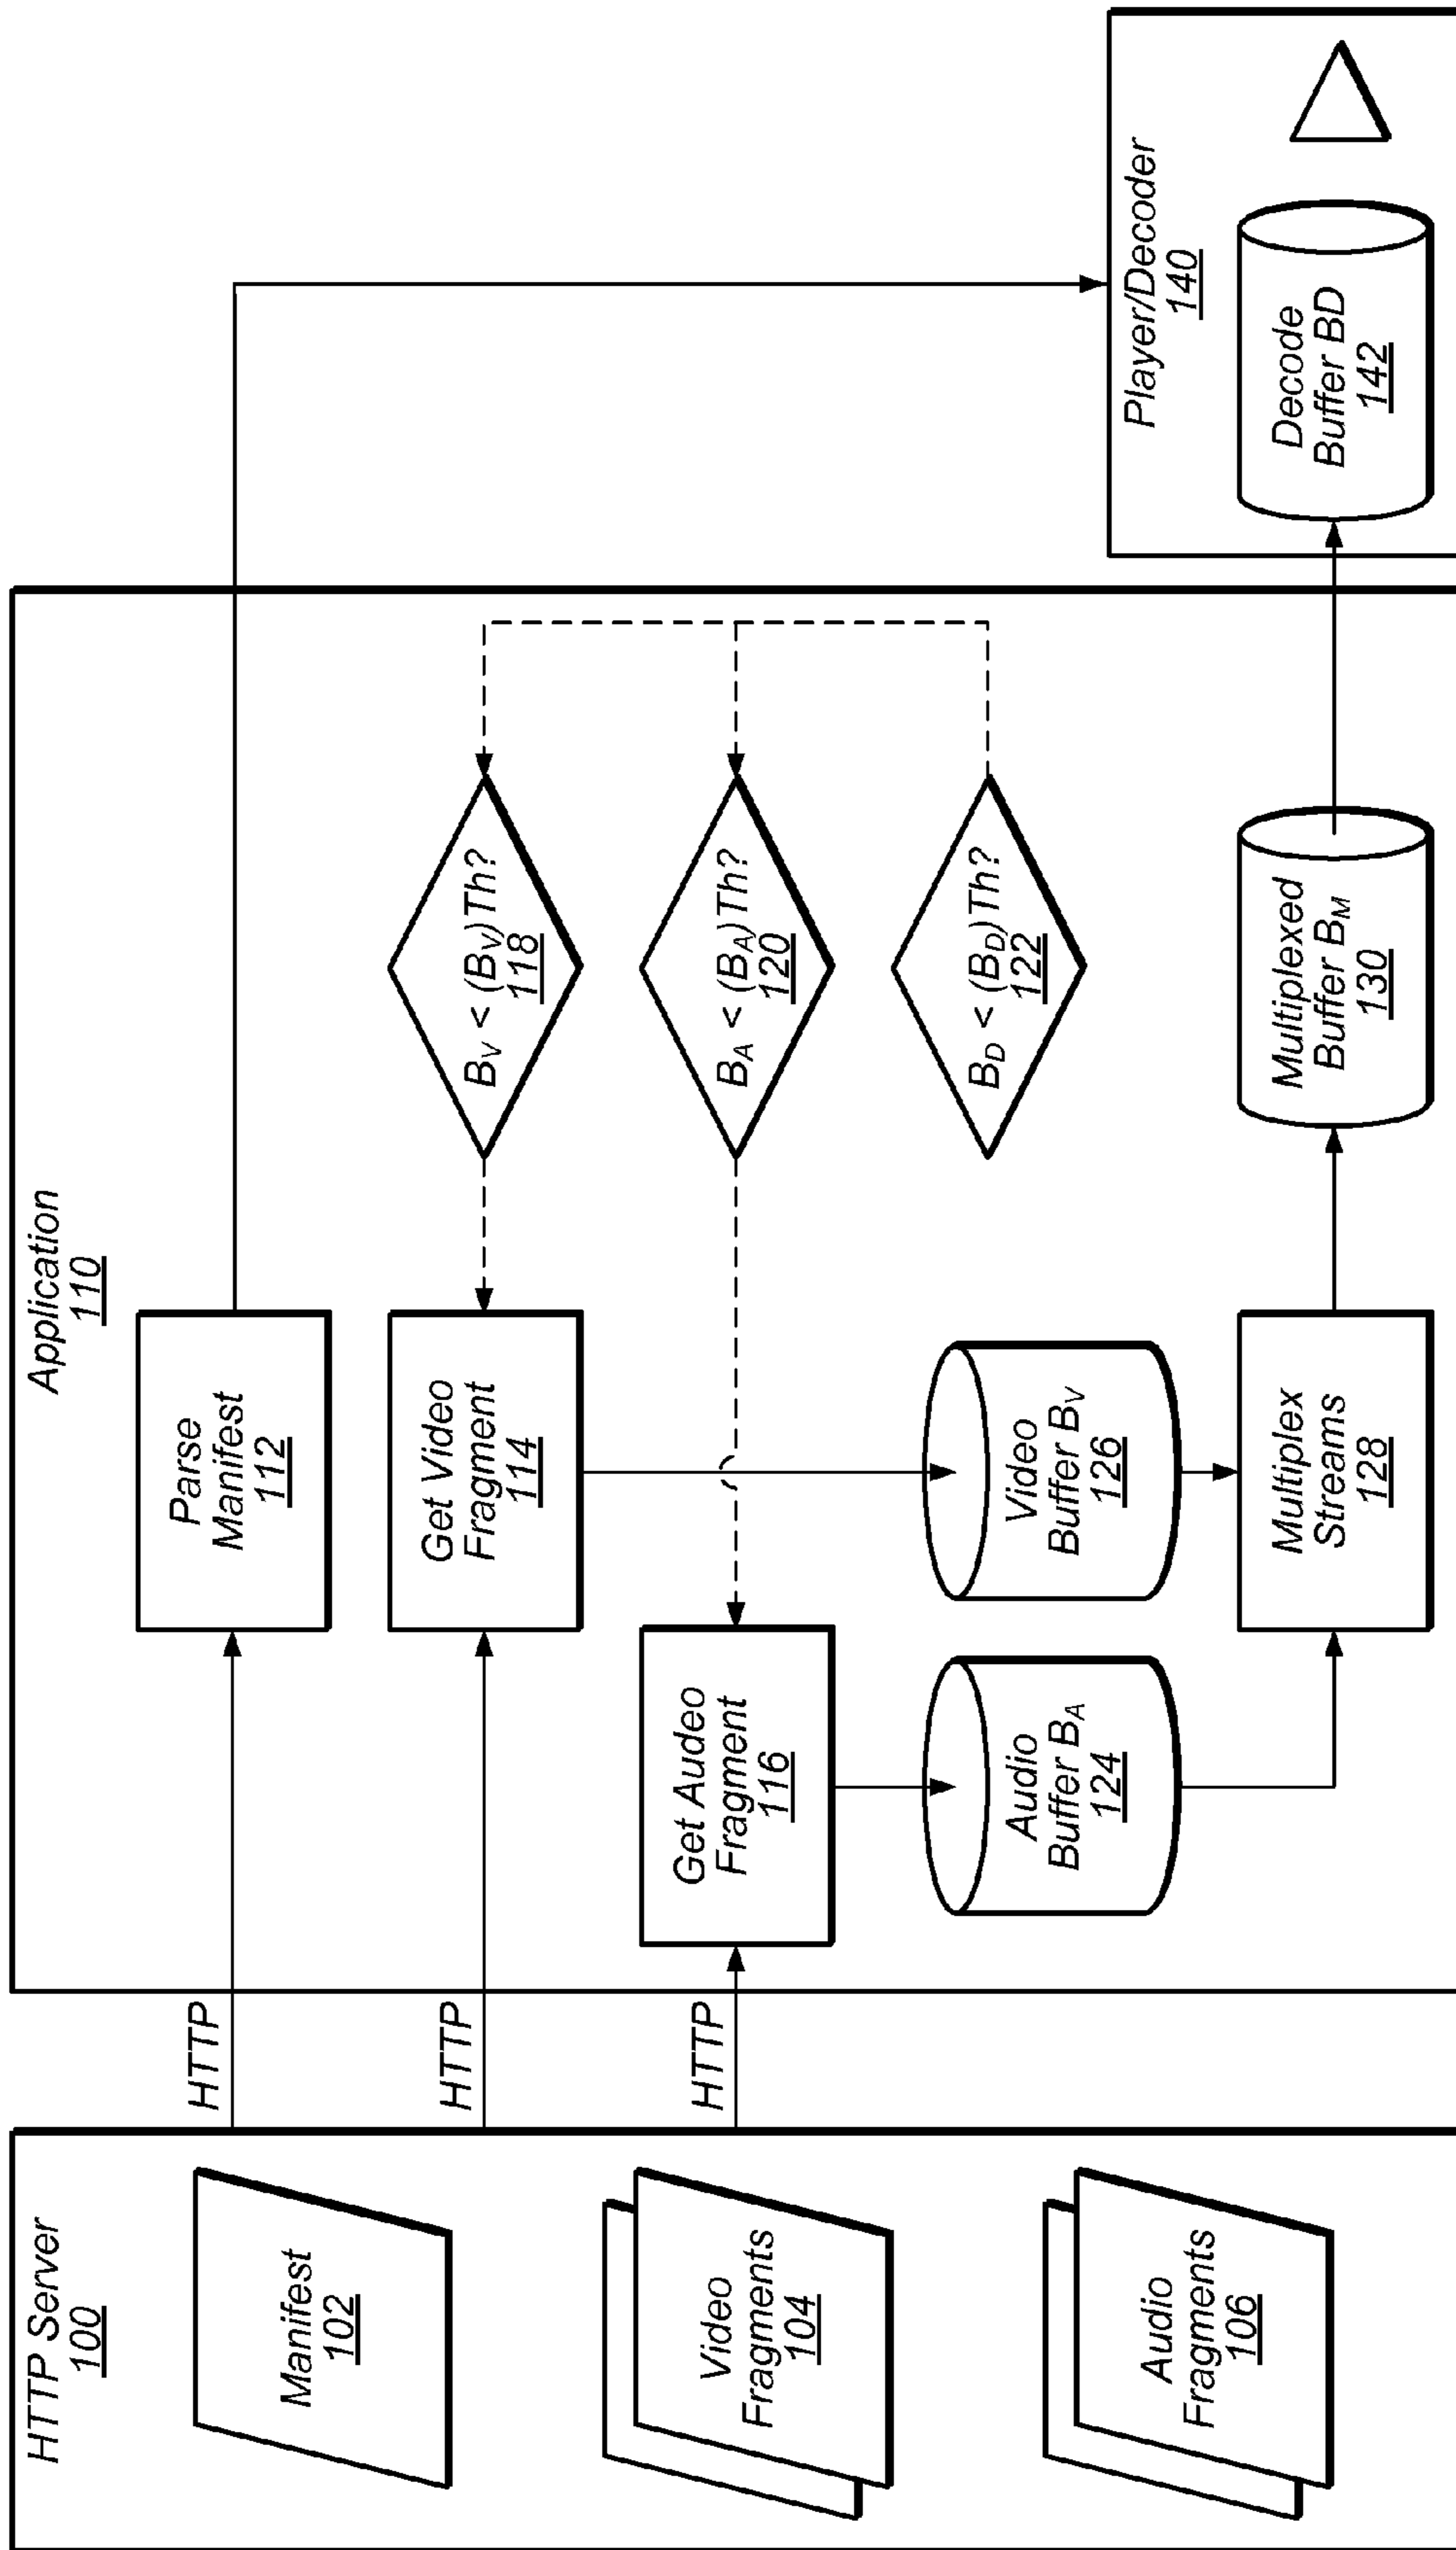 HTTP Server
100
Manifest
102
Video
Fragments
104
Audio
Fragments
106
HTTP
HTTP
HTTP
Application
110
Parse
Manifest
112
Get Video
Fragment
114
Get Audeo
Fragment
116
B_V < (B_V)Th?
118
B_A < (B_A)Th?
120
B_D < (B_D)Th?
122
Audio
Buffer B_A
124
Video
Buffer B_V
126
Multiplex
Streams
128
Multiplexed
Buffer B_M
130
Player/Decoder
140
Decode
Buffer BD
142